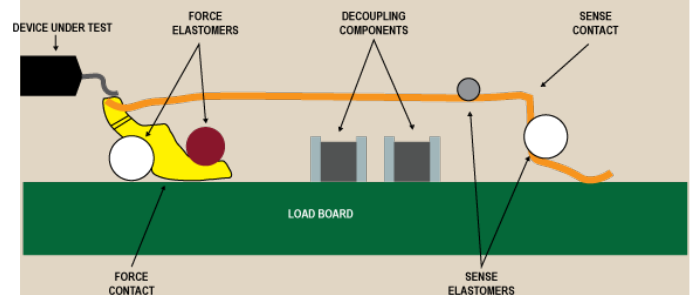 DEVICE UNDER TEST
FORCE
ELASTOMERS
DECOUPLING
COMPONENTS
SENSE
CONTACT
LOAD BOARD
FORCE
CONTACT
SENSE
ELASTOMERS